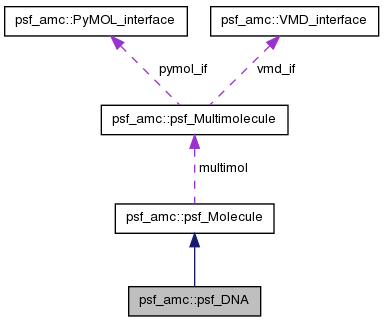 psf_amc::PyMOL_interface
psf_amc::VMD_interface
pymol_if
vmd_if
psf_amc::psf_Multimolecule
multimol
psf_amc::psf_Molecule
psf_amc::psf_DNA